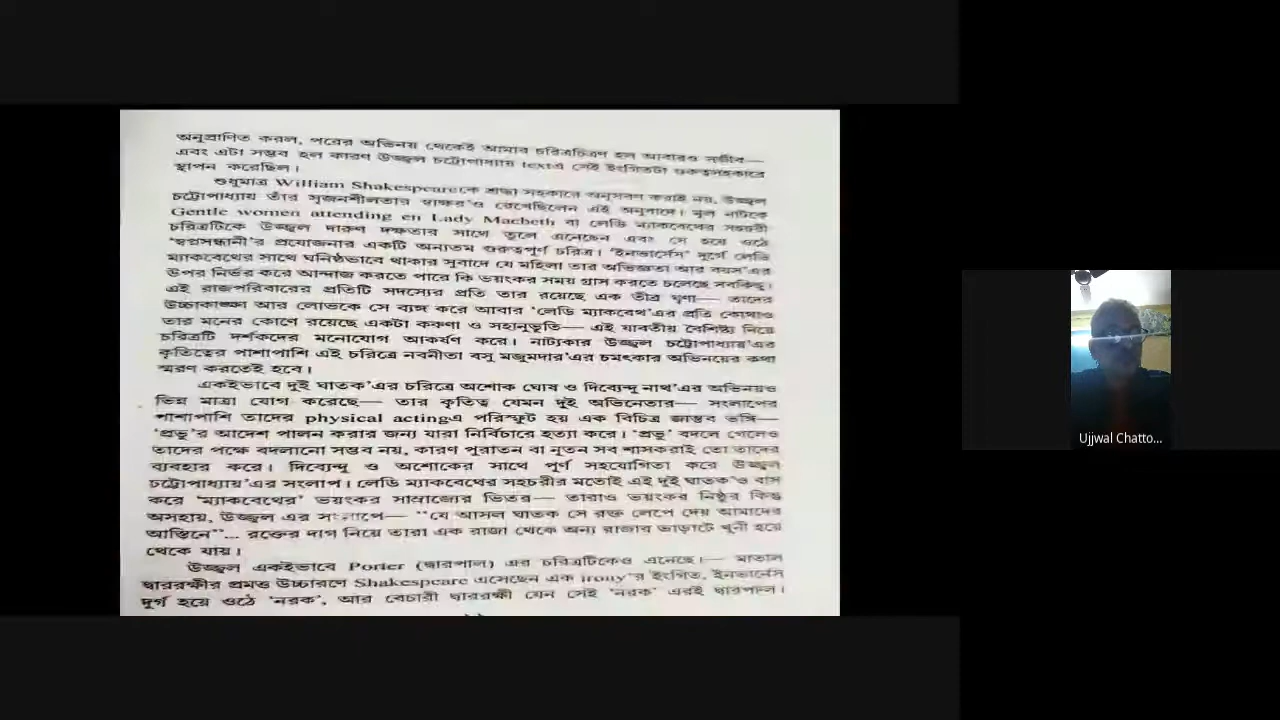 অনুপ্রাণিত করল, পরের অভিনয় থেকেই আমার চরিত্রচিত্রণ হল আবারও সজীব—
এবং এটা সম্ভব হল কারণ উজ্জ্বল চট্টোপাধ্যায় textএ সেই ইংগিতটা গুরুত্বসহকারে
স্থাপন করেছিল।
শুধুমাত্র William Shakespeareকে শ্রদ্ধা সহকারে অনুসরণ করাই নয়, উজ্জ্বল
চট্টোপাধ্যায় তাঁর সৃজনশীলতার স্বাক্ষর'ও রেখেছিলেন এই অনুবাদে। মূল নাটকে
Gentle women attending en Lady Macbeth বা লেডি ম্যাকবেথের সহচরী
চরিত্রটিকে উজ্জ্বল দারুণ দক্ষতার সাথে তুলে এনেছেন এবং সে হয়ে ওঠে
'স্বপ্নসন্ধানী'র প্রযোজনার একটি অন্যতম গুরুত্বপূর্ণ চরিত্র। 'ইনভার্সেস' দুর্গে লেডি
ম্যাকবেথের সাথে ঘনিষ্ঠভাবে থাকার সুবাদে যে মহিলা তার অভিজ্ঞতা আর বয়স'এর
উপর নির্ভর করে আন্দাজ করতে পারে কি ভয়ংকর সময় গ্রাস করতে চলেছে সবকিছু।
এই রাজপরিবারের প্রতিটি সদস্যের প্রতি তার রয়েছে এক তীব্র ঘৃণা— তাদের
উচ্চাকাঙ্ক্ষা আর লোভকে সে ব্যঙ্গ করে আবার 'লেডি ম্যাকবেথ'এর প্রতি কোথাও
তার মনের কোণে রয়েছে একটা করুণা ও সহানুভূতি— এই যাবতীয় বৈশিষ্ট্য নিয়ে
চরিত্রটি দর্শকদের মনোযোগ আকর্ষণ করে। নাট্যকার উজ্জ্বল চট্টোপাধ্যায়'এর
কৃতিত্বের পাশাপাশি এই চরিত্রে নবনীতা বসু মজুমদার'এর চমৎকার অভিনয়ের কথা
স্মরণ করতেই হবে।
একইভাবে দুই ঘাতক'এর চরিত্রে অশোক ঘোষ ও দিব্যেন্দু নাথ'এর অভিনয়ও
ভিন্ন মাত্রা যোগ করেছে— তার কৃতিত্ব যেমন দুই অভিনেতার— সংলাপের
পাশাপাশি তাদের physical actingএ পরিস্ফুট হয় এক বিচিত্র জান্তব ভঙ্গি—
'প্রভু'র আদেশ পালন করার জন্য যারা নির্বিচারে হত্যা করে। 'প্রভু' বদলে গেলেও
তাদের পক্ষে বদলানো সম্ভব নয়, কারণ পুরাতন বা নূতন সব শাসকরাই তো তাদের
ব্যবহার করে। দিব্যেন্দু ও অশোকের সাথে পূর্ণ সহযোগিতা করে উজ্জ্বল
চট্টোপাধ্যায়'এর সংলাপ। লেডি ম্যাকবেথের সহচরীর মতোই এই দুই ঘাতক'ও বাস
করে 'ম্যাকবেথের' ভয়ংকর সাম্রাজ্যের ভিতর— তারাও ভয়ংকর নিষ্ঠুর কিন্তু
অসহায়, উজ্জ্বল এর সংলাপে— "যে আসল ঘাতক সে রক্ত লেপে দেয় আমাদের
আস্তিনে"... রক্তের দাগ নিয়ে তারা এক রাজা থেকে অন্য রাজার ভাড়াটে খুনী হয়ে
থেকে যায়।
উজ্জ্বল একইভাবে Porter (দ্বারপাল) এর চরিত্রটিকেও এনেছে।— মাতাল
দ্বাররক্ষীর প্রমত্ত উচ্চারণে Shakespeare এসেছেন এক irony'র ইংগিত, ইনভার্নেস
দুর্গ হয়ে ওঠে 'নরক', আর বেচারী দ্বাররক্ষী যেন সেই 'নরক' এরই দ্বারপাল।
Ujjwal Chatto...